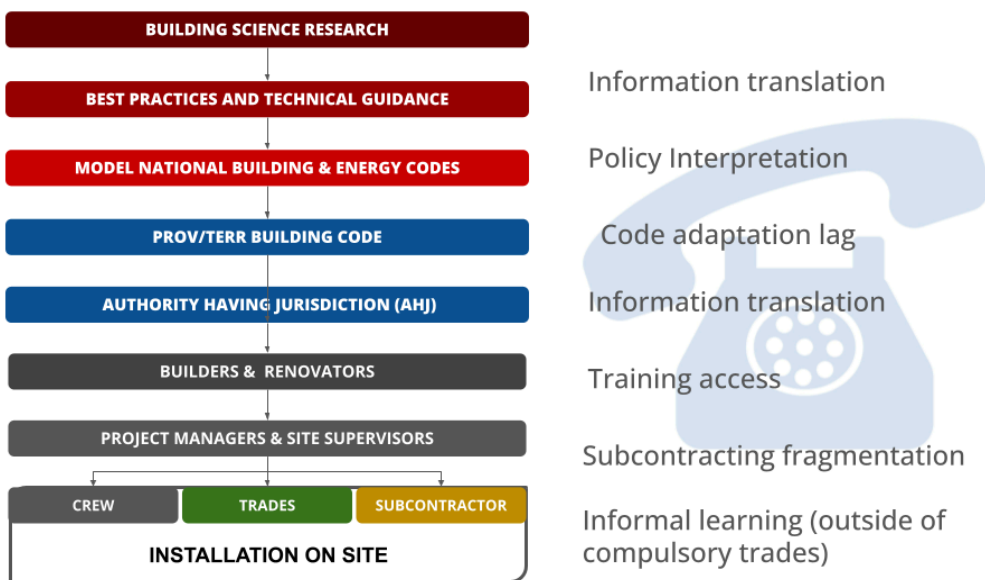 BUILDING SCIENCE RESEARCH
BEST PRACTICES AND TECHNICAL GUIDANCE
MODEL NATIONAL BUILDING & ENERGY CODES
PROV/TERR BUILDING CODE
AUTHORITY HAVING JURISDICTION (AHJ)
BUILDERS & RENOVATORS
PROJECT MANAGERS & SITE SUPERVISORS
CREW
TRADES
SUBCONTRACTOR
INSTALLATION ON SITE
Information translation
Policy Interpretation
Code adaptation lag
Information translation
Training access
Subcontracting fragmentation
Informal learning (outside of
compulsory trades)